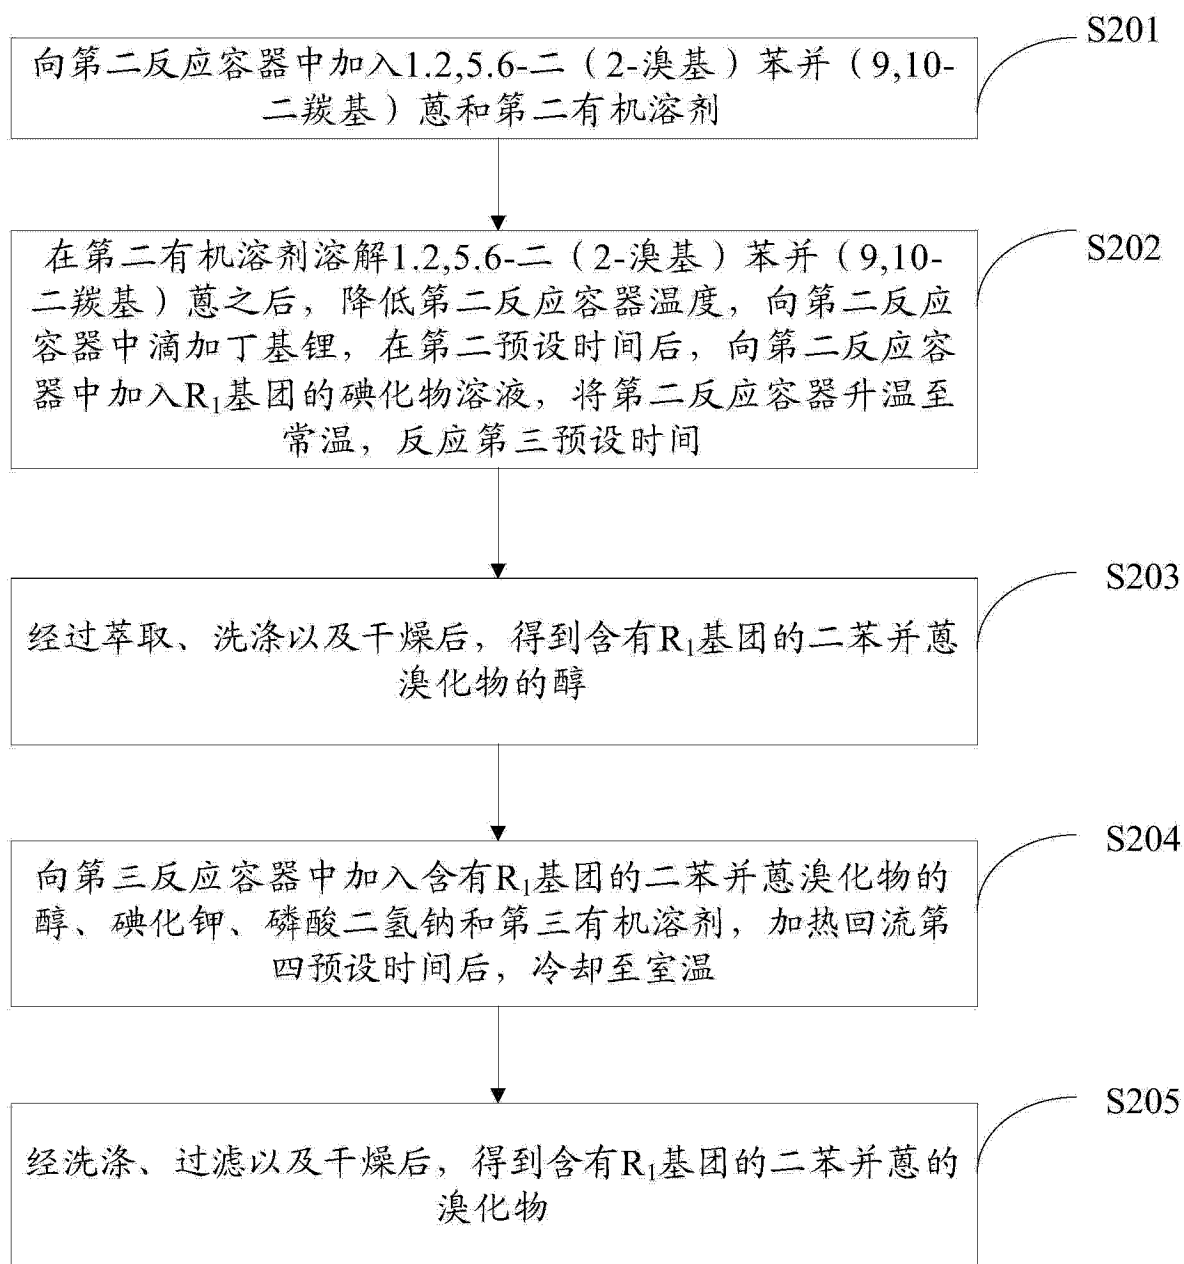 S201
向第二反应容器中加入1.2,5.6-二（2-溴基）苯并（9,10-
二羰基）蒽和第二有机溶剂
S202
在第二有机溶剂溶解1.2,5.6-二（2-溴基）苯并（9,10-
二羰基）蒽之后，降低第二反应容器温度，向第二反应
容器中滴加丁基锂，在第二预设时间后，向第二反应容
器中加入R₁基团的碘化物溶液，将第二反应容器升温至
常温，反应第三预设时间
S203
经过萃取、洗涤以及干燥后，得到含有R₁基团的二苯并蒽
溴化物的醇
S204
向第三反应容器中加入含有R₁基团的二苯并蒽溴化物的
醇、碘化钾、磷酸二氢钠和第三有机溶剂，加热回流第
四预设时间后，冷却至室温
S205
经洗涤、过滤以及干燥后，得到含有R₁基团的二苯并蒽的
溴化物